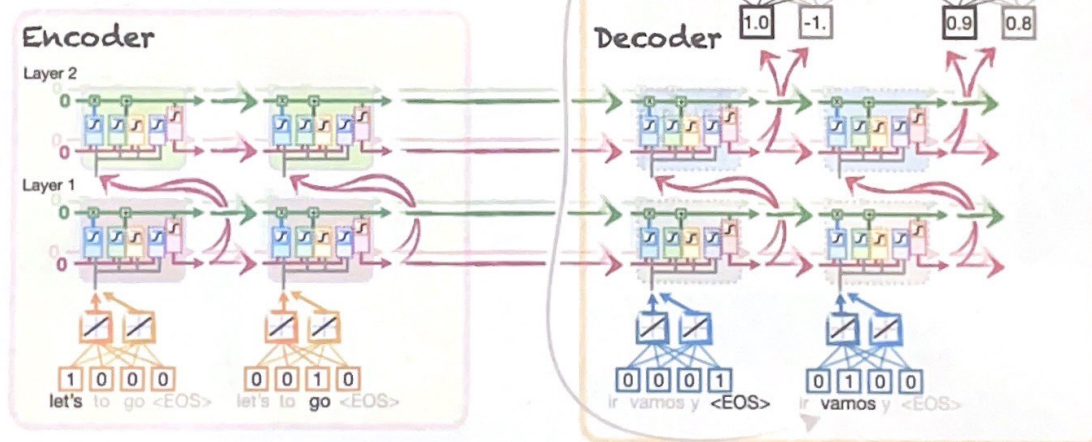 1.0 -1. 0.9 0.8
Encoder Decoder
Layer 2
0 0
0 0
Layer 1
0 0
0 0
1 0 0 0 0 0 1 0 0 0 0 1 0 1 0 0
let's to go <EOS> let's to go <EOS> ir vamos y <EOS> ir vamos y <EOS>